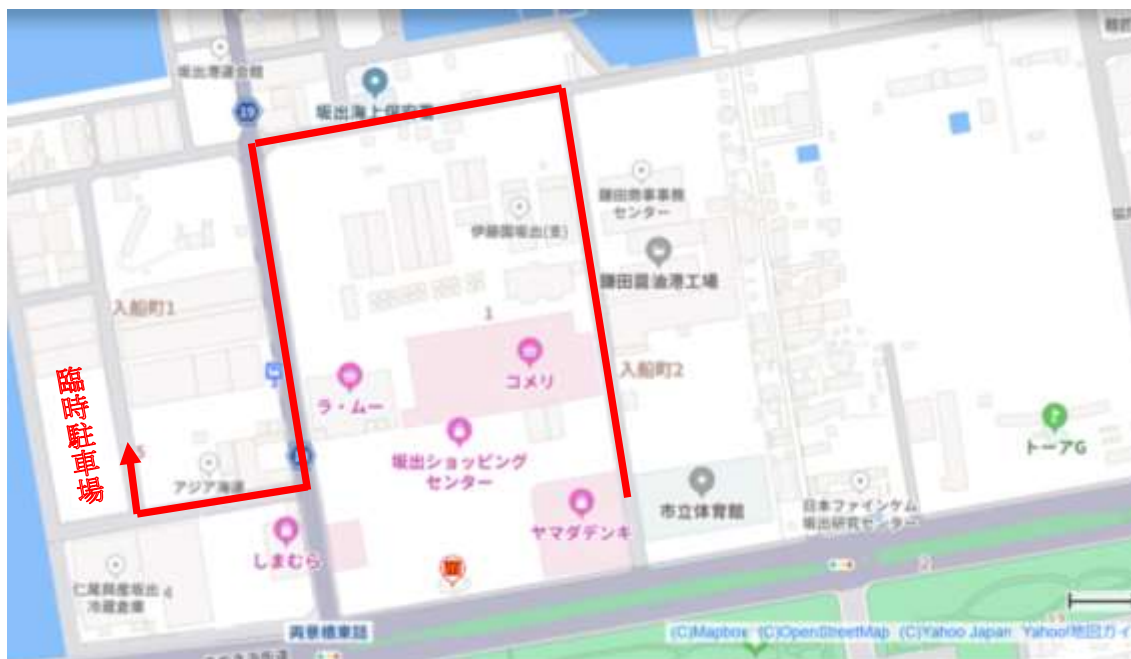 坂出港運会館
19
坂出海上保安署
鎌田商事事務
センター
伊藤園坂出(支)
鎌田醤油港工場
入船町1
1
コメリ
入船町2
ラ・ムー
臨時駐車場
5
坂出ショッピング
センター
トーアG
アジア海運
市立体育館
日本ファインケム
坂出研究センター
ヤマダデンキ
しまむら
2
仁尾興産坂出
冷蔵倉庫
4
(C)Mapbox (C)OpenStreetMap (C)Yahoo Japan Yahoo!地図ガイ